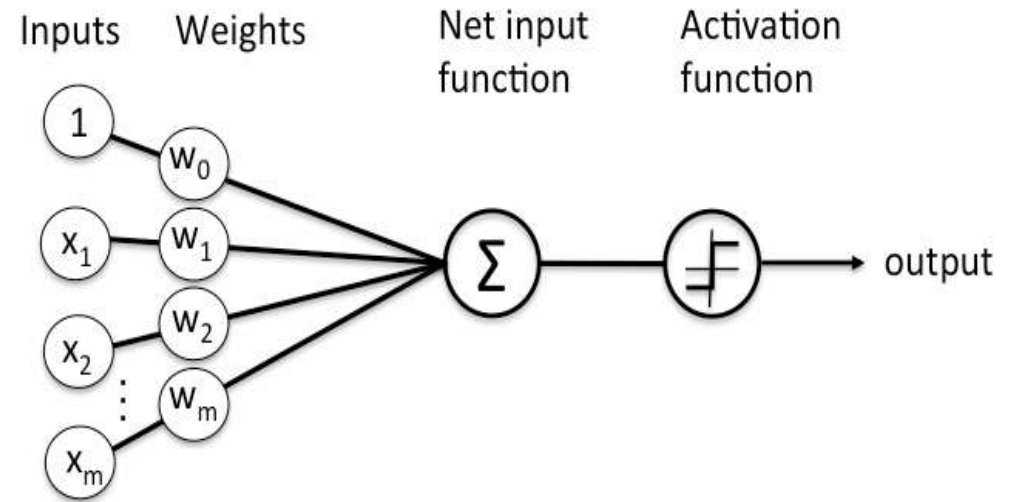 Inputs
Weights
Net input
function
Activation
function
1
w₀
x₁
w₁
x₂
w₂
⋮
xₘ
wₘ
Σ
output